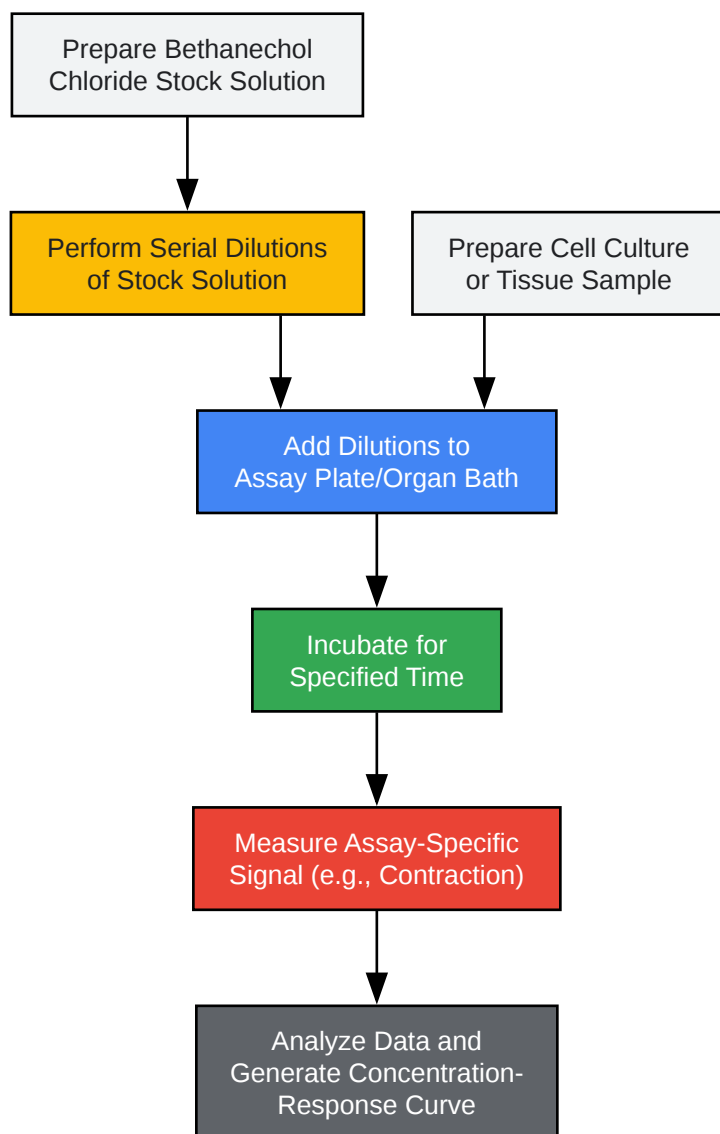 Prepare Bethanechol
Chloride Stock Solution
Perform Serial Dilutions
of Stock Solution
Prepare Cell Culture
or Tissue Sample
Add Dilutions to
Assay Plate/Organ Bath
Incubate for
Specified Time
Measure Assay-Specific
Signal (e.g., Contraction)
Analyze Data and
Generate Concentration-
Response Curve